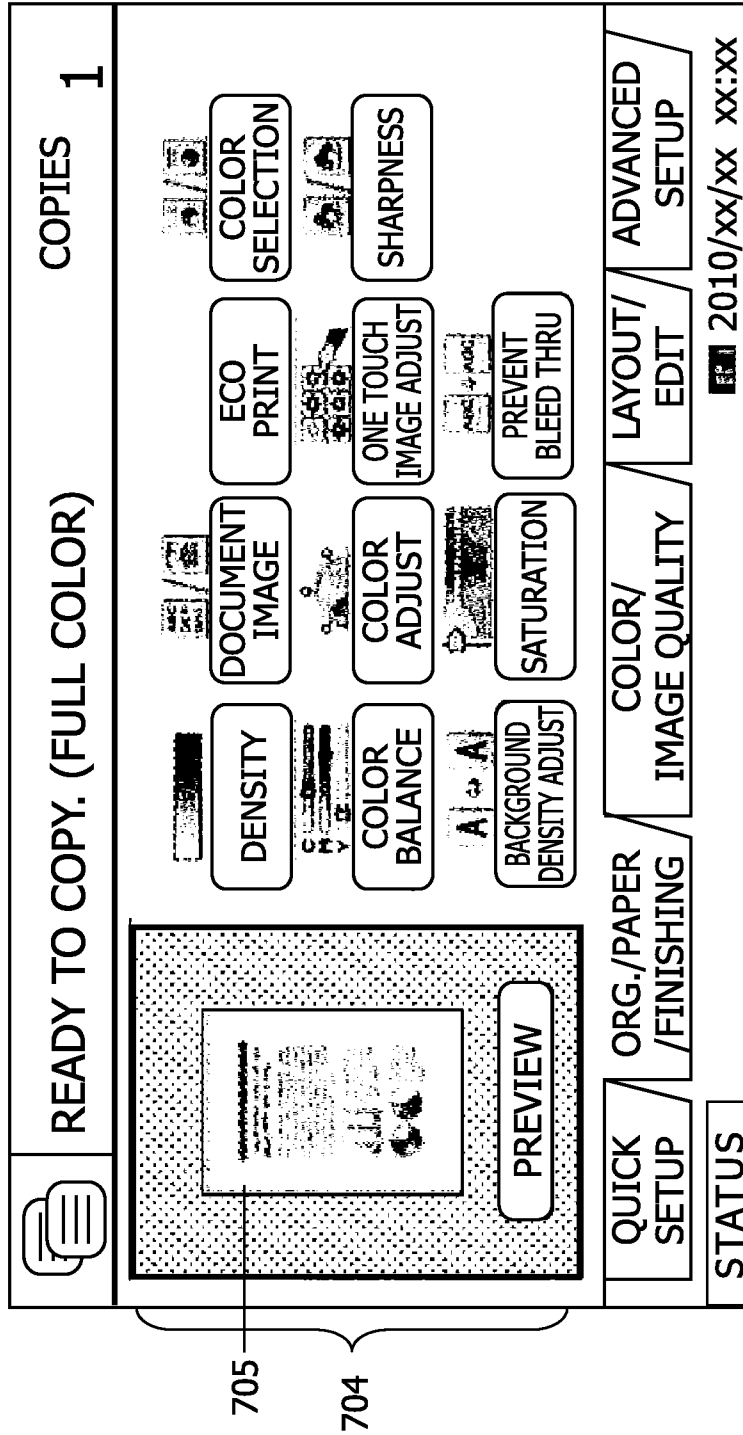 READY TO COPY. (FULL COLOR)
COPIES 1
705
704
PREVIEW
DENSITY
DOCUMENT
IMAGE
ECO
PRINT
COLOR
SELECTION
C
M
Y
COLOR
BALANCE
COLOR
ADJUST
ONE TOUCH
IMAGE ADJUST
SHARPNESS
A A A
BACKGROUND
DENSITY ADJUST
SATURATION
PREVENT
BLEED THRU
QUICK
SETUP
ORG./PAPER
/FINISHING
COLOR/
IMAGE QUALITY
LAYOUT/
EDIT
ADVANCED
SETUP
STATUS
2010/xx/xx xx:xx